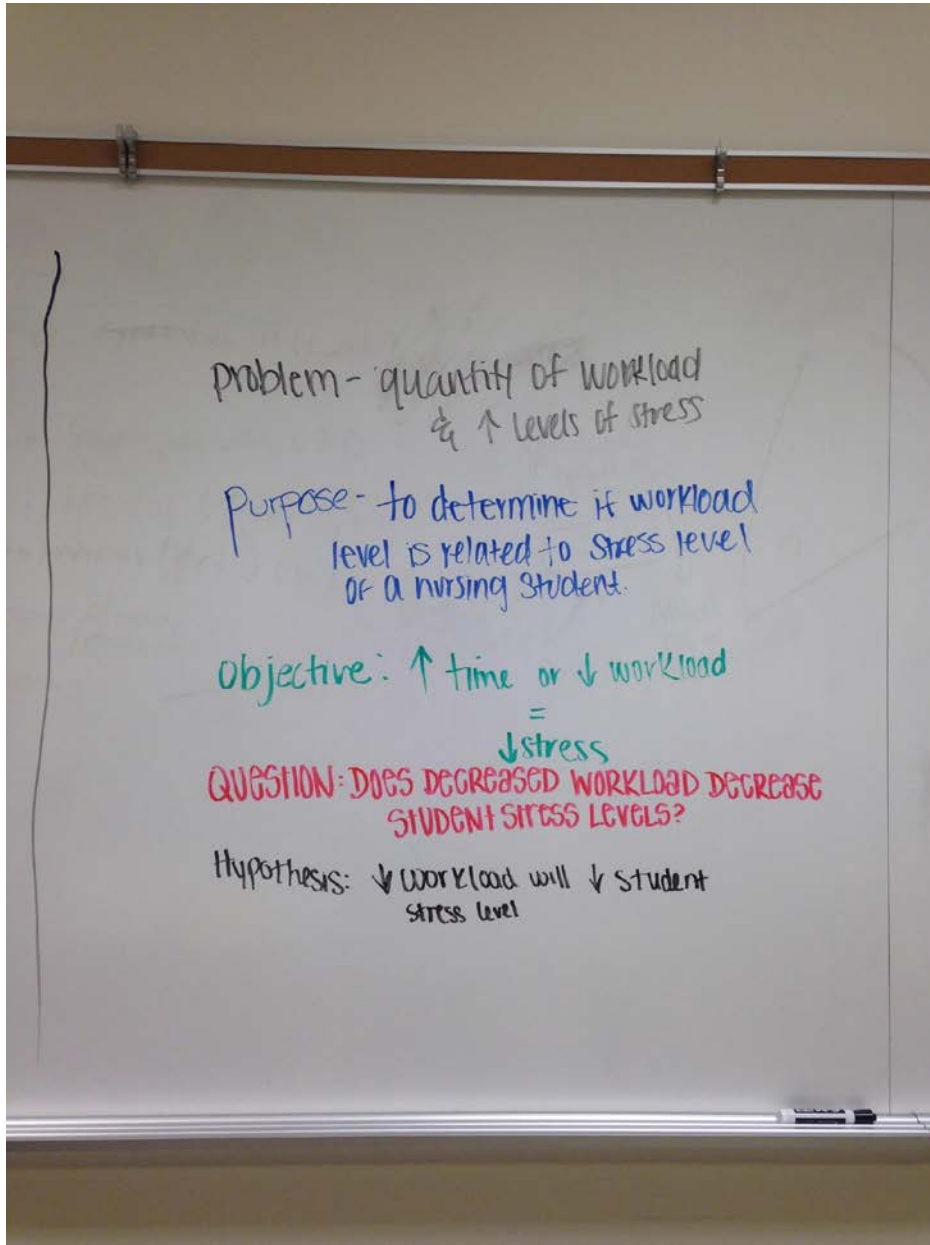 Problem - quantity of workload
& ↑ levels of stress
Purpose - to determine if workload
level is related to stress level
of a nursing student.
Objective: ↑ time or ↓ workload
=
↓ stress
QUESTION: DOES DECREASED WORKLOAD DECREASE
STUDENT STRESS LEVELS?
Hypothesis: ↓ workload will ↓ student
stress level